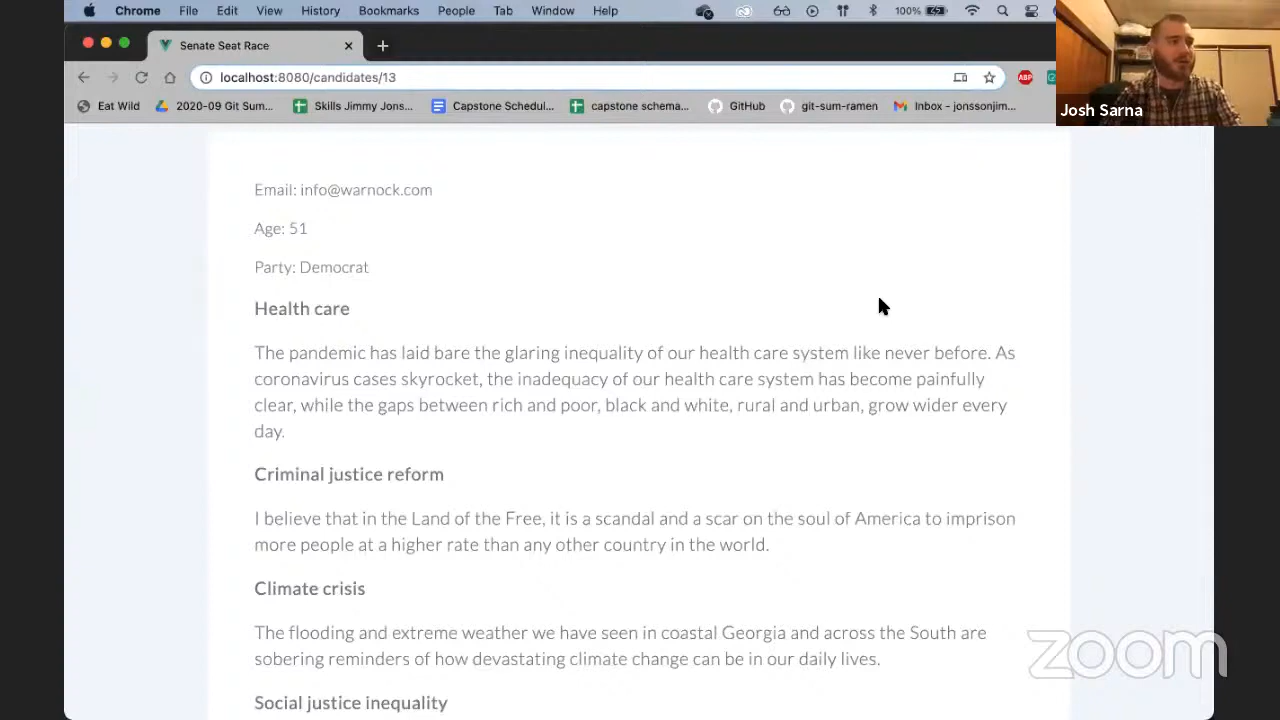 Chrome File Edit View History Bookmarks People Tab Window Help 100%
Senate Seat Race
localhost:8080/candidates/13
ABP
Eat Wild 2020-09 Git Sum... Skills Jimmy Jons... Capstone Schedul... capstone schema... GitHub git-sum-ramen Inbox - jonssonjim...
Josh Sarna
Email: info@warnock.com
Age: 51
Party: Democrat
Health care
The pandemic has laid bare the glaring inequality of our health care system like never before. As
coronavirus cases skyrocket, the inadequacy of our health care system has become painfully
clear, while the gaps between rich and poor, black and white, rural and urban, grow wider every
day.
Criminal justice reform
I believe that in the Land of the Free, it is a scandal and a scar on the soul of America to imprison
more people at a higher rate than any other country in the world.
Climate crisis
The flooding and extreme weather we have seen in coastal Georgia and across the South are
sobering reminders of how devastating climate change can be in our daily lives.
Social justice inequality
zoom